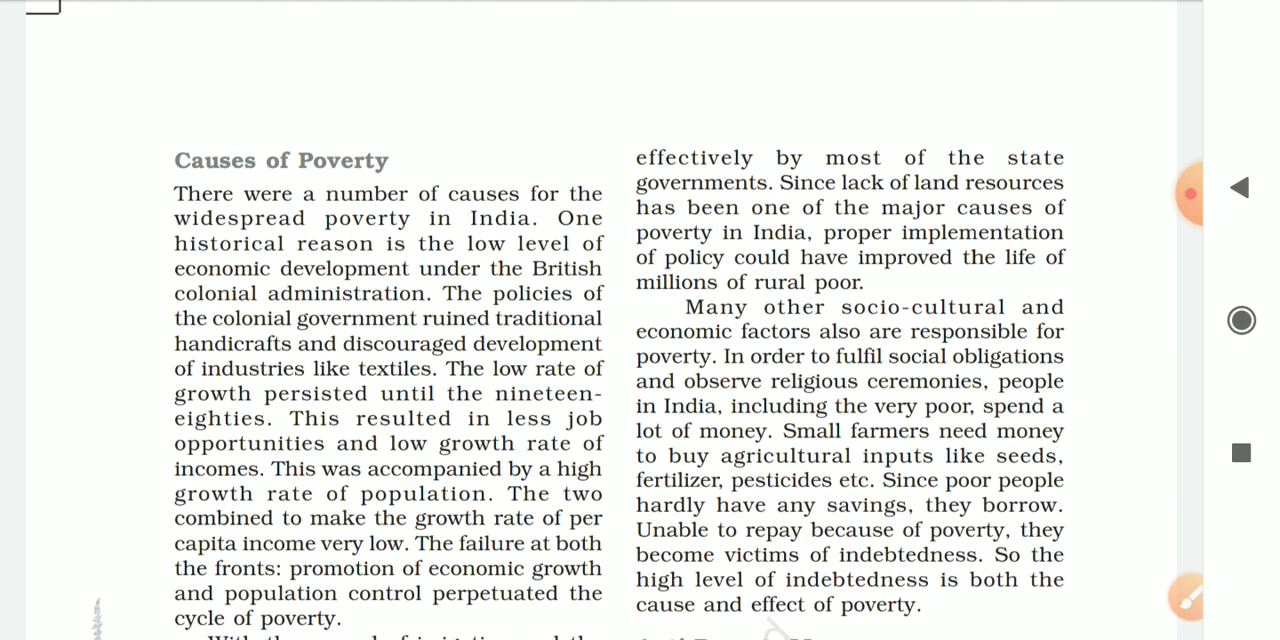 Causes of Poverty
There were a number of causes for the
widespread poverty in India. One
historical reason is the low level of
economic development under the British
colonial administration. The policies of
the colonial government ruined traditional
handicrafts and discouraged development
of industries like textiles. The low rate of
growth persisted until the nineteen-
eighties. This resulted in less job
opportunities and low growth rate of
incomes. This was accompanied by a high
growth rate of population. The two
combined to make the growth rate of per
capita income very low. The failure at both
the fronts: promotion of economic growth
and population control perpetuated the
cycle of poverty.
effectively by most of the state
governments. Since lack of land resources
has been one of the major causes of
poverty in India, proper implementation
of policy could have improved the life of
millions of rural poor.
Many other socio-cultural and
economic factors also are responsible for
poverty. In order to fulfil social obligations
and observe religious ceremonies, people
in India, including the very poor, spend a
lot of money. Small farmers need money
to buy agricultural inputs like seeds,
fertilizer, pesticides etc. Since poor people
hardly have any savings, they borrow.
Unable to repay because of poverty, they
become victims of indebtedness. So the
high level of indebtedness is both the
cause and effect of poverty.